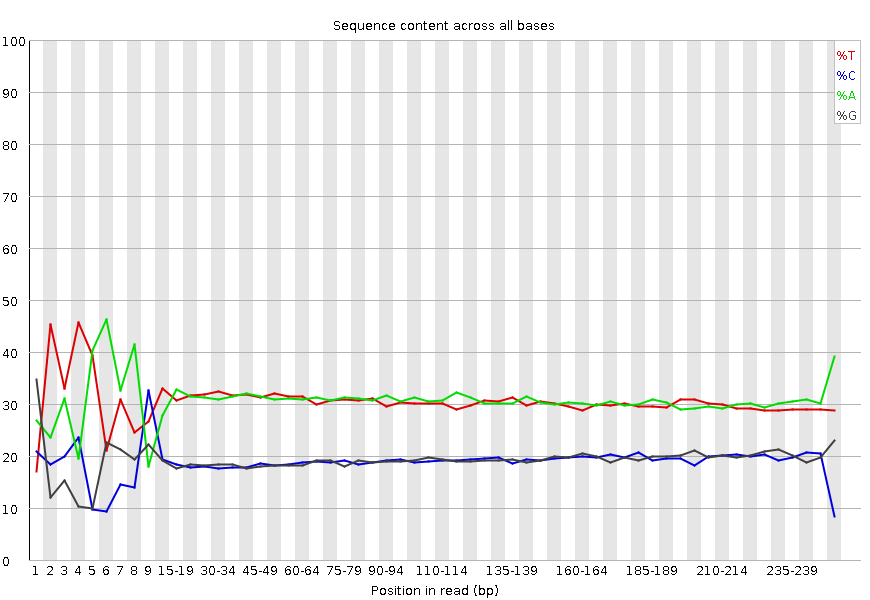 Sequence content across all bases
100
90
80
70
60
50
40
30
20
10
0
%T
%C
%A
%G
1 2 3 4 5 6 7 8 9 15-19 30-34 45-49 60-64 75-79 90-94 110-114 135-139 160-164 185-189 210-214 235-239
Position in read (bp)